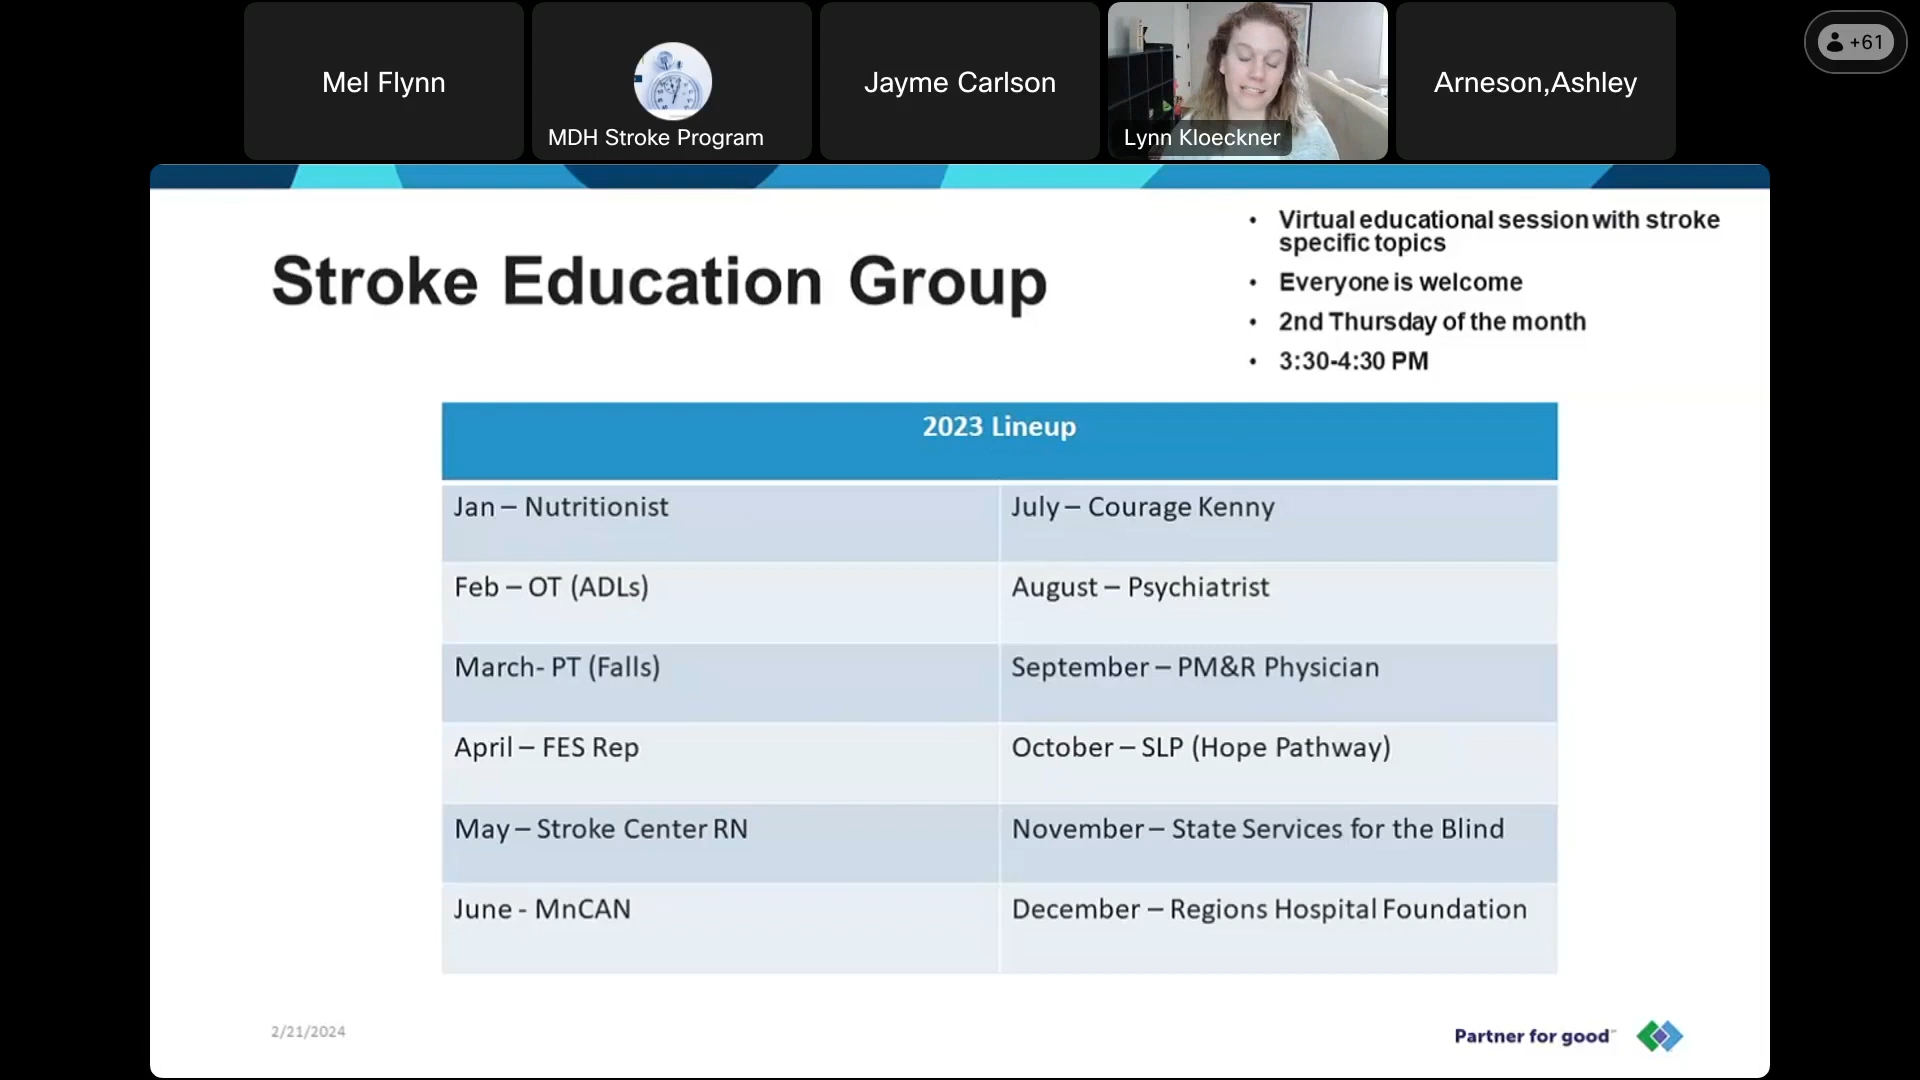 Mel Flynn
MDH Stroke Program
Jayme Carlson
Lynn Kloeckner
Arneson,Ashley
+61
Stroke Education Group
• Virtual educational session with stroke
specific topics
• Everyone is welcome
• 2nd Thursday of the month
• 3:30-4:30 PM
2023 Lineup
Jan – Nutritionist
July – Courage Kenny
Feb – OT (ADLs)
August – Psychiatrist
March- PT (Falls)
September – PM&R Physician
April – FES Rep
October – SLP (Hope Pathway)
May – Stroke Center RN
November – State Services for the Blind
June - MnCAN
December – Regions Hospital Foundation
2/21/2024
Partner for good